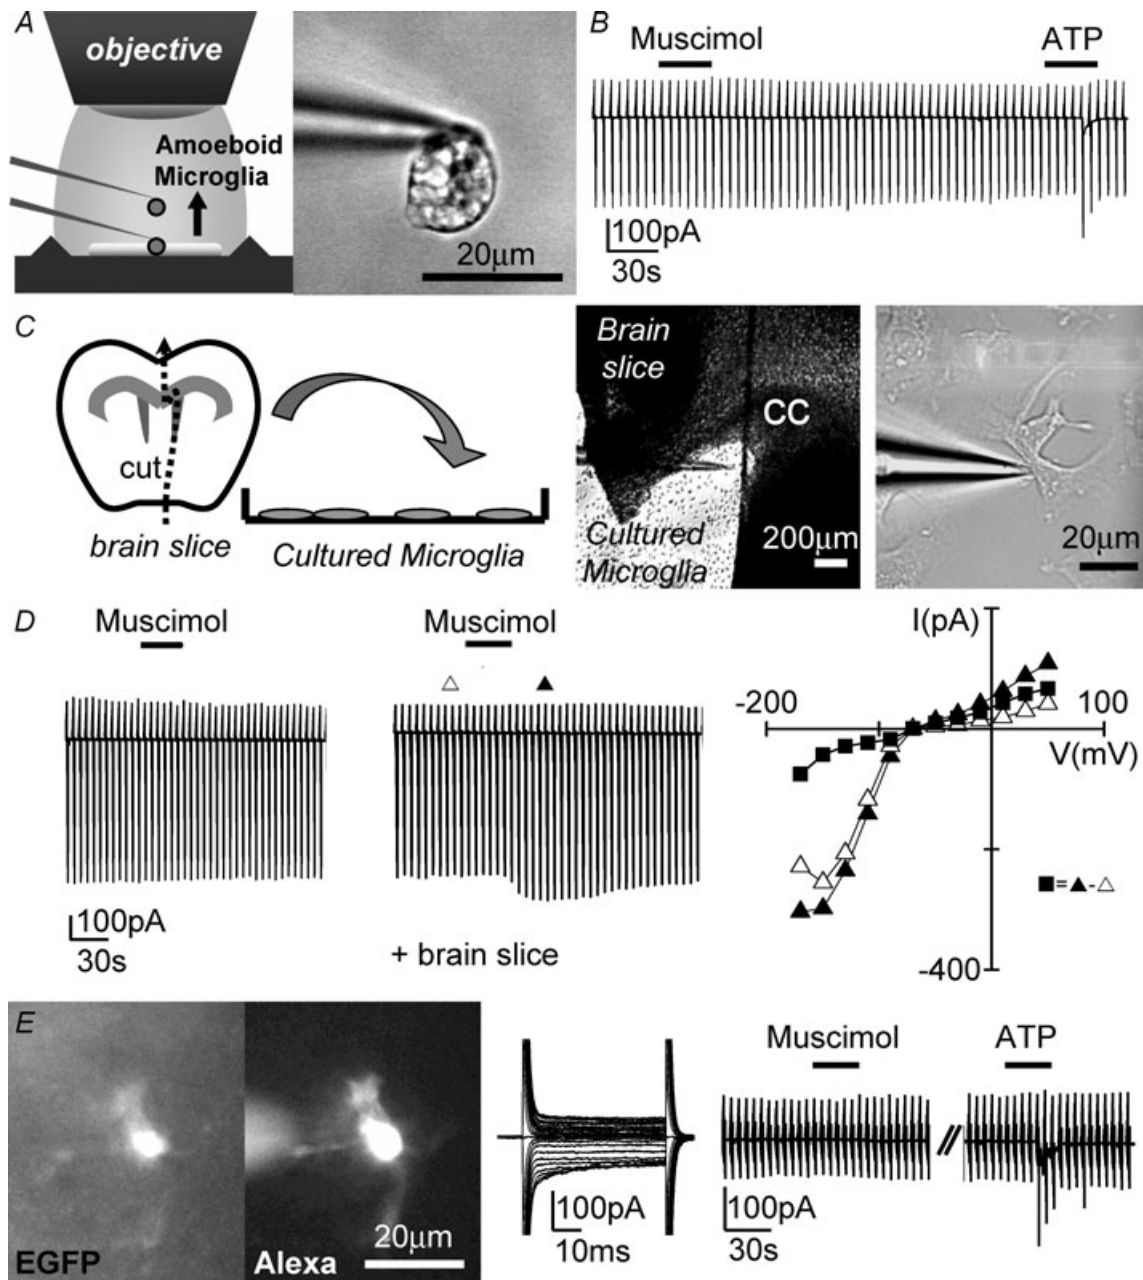 A
objective
Amoeboid
Microglia
20µm
B
Muscimol
ATP
100pA
30s
C
cut
brain slice
Cultured Microglia
Brain
slice
CC
Cultured
Microglia
200µm
20µm
D
Muscimol
100pA
30s
Muscimol
△ ▲
+ brain slice
I(pA)
-200
100
V(mV)
■=▲-△
-400
E
EGFP
Alexa
20µm
100pA
10ms
Muscimol
ATP
100pA
30s